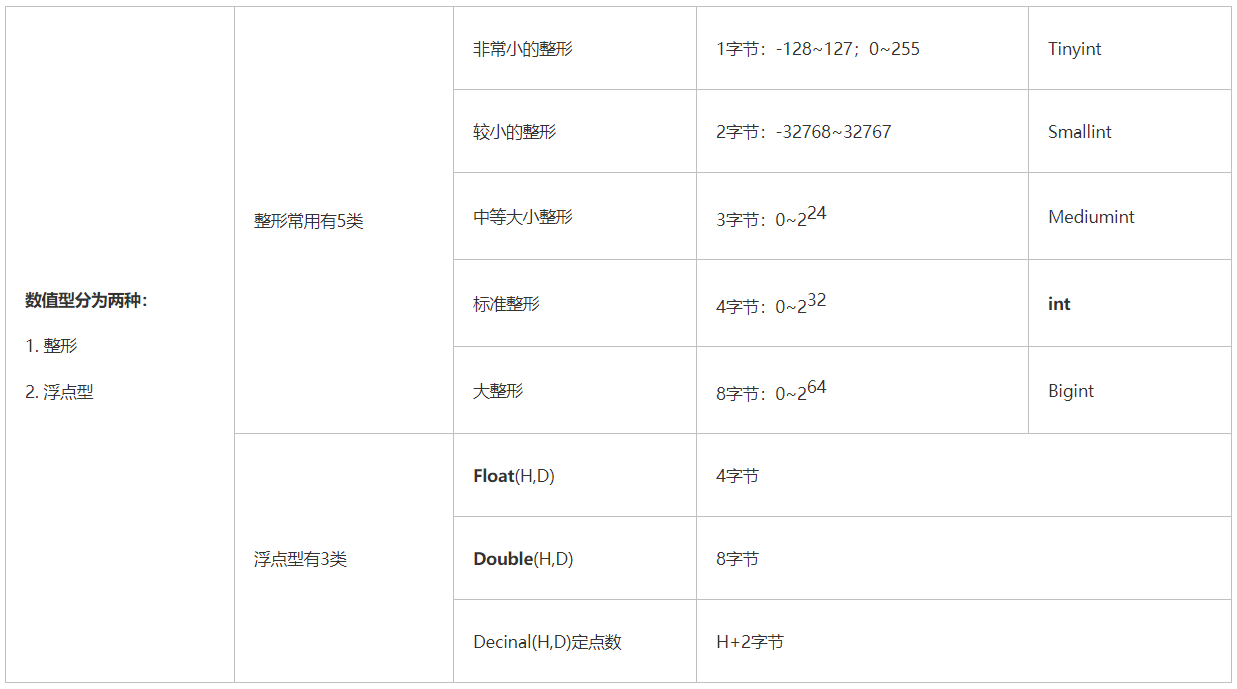 数值型分为两种：
1. 整形
2. 浮点型
整形常用有5类
非常小的整形
1字节：-128~127；0~255
Tinyint
较小的整形
2字节：-32768~32767
Smallint
中等大小整形
3字节：0~2^24
Mediumint
标准整形
4字节：0~2^32
int
大整形
8字节：0~2^64
Bigint
浮点型有3类
Float(H,D)
4字节
Double(H,D)
8字节
Decinal(H,D)定点数
H+2字节